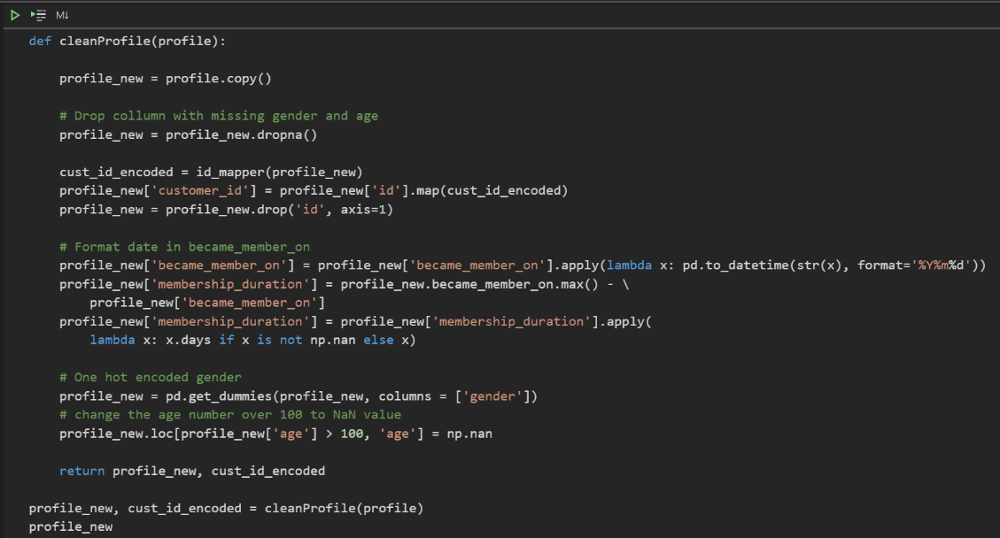 M↓
def cleanProfile(profile):
    profile_new = profile.copy()
    # Drop collumn with missing gender and age
    profile_new = profile_new.dropna()
    cust_id_encoded = id_mapper(profile_new)
    profile_new['customer_id'] = profile_new['id'].map(cust_id_encoded)
    profile_new = profile_new.drop('id', axis=1)
    # Format date in became_member_on
    profile_new['became_member_on'] = profile_new['became_member_on'].apply(lambda x: pd.to_datetime(str(x), format='%Y%m%d'))
    profile_new['membership_duration'] = profile_new.became_member_on.max() - \
        profile_new['became_member_on']
    profile_new['membership_duration'] = profile_new['membership_duration'].apply(
        lambda x: x.days if x is not np.nan else x)
    # One hot encoded gender
    profile_new = pd.get_dummies(profile_new, columns = ['gender'])
    # change the age number over 100 to NaN value
    profile_new.loc[profile_new['age'] > 100, 'age'] = np.nan
    return profile_new, cust_id_encoded
profile_new, cust_id_encoded = cleanProfile(profile)
profile_new